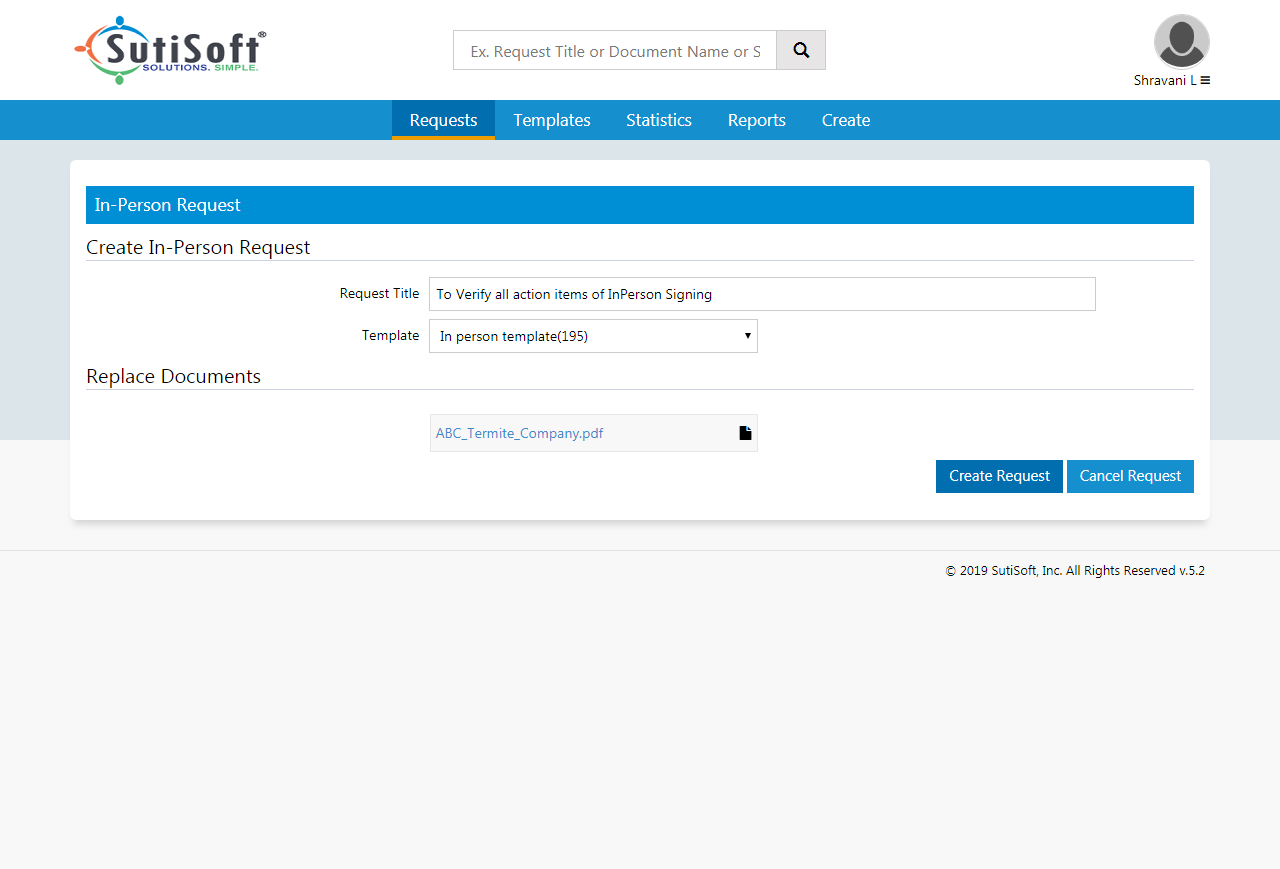 SutiSoft®
SOLUTIONS. SIMPLE.
Ex. Request Title or Document Name or S
Shravani L
Requests Templates Statistics Reports Create
In-Person Request
Create In-Person Request
Request Title To Verify all action items of InPerson Signing
Template In person template(195)
Replace Documents
ABC_Termite_Company.pdf
Create Request Cancel Request
© 2019 SutiSoft, Inc. All Rights Reserved v.5.2